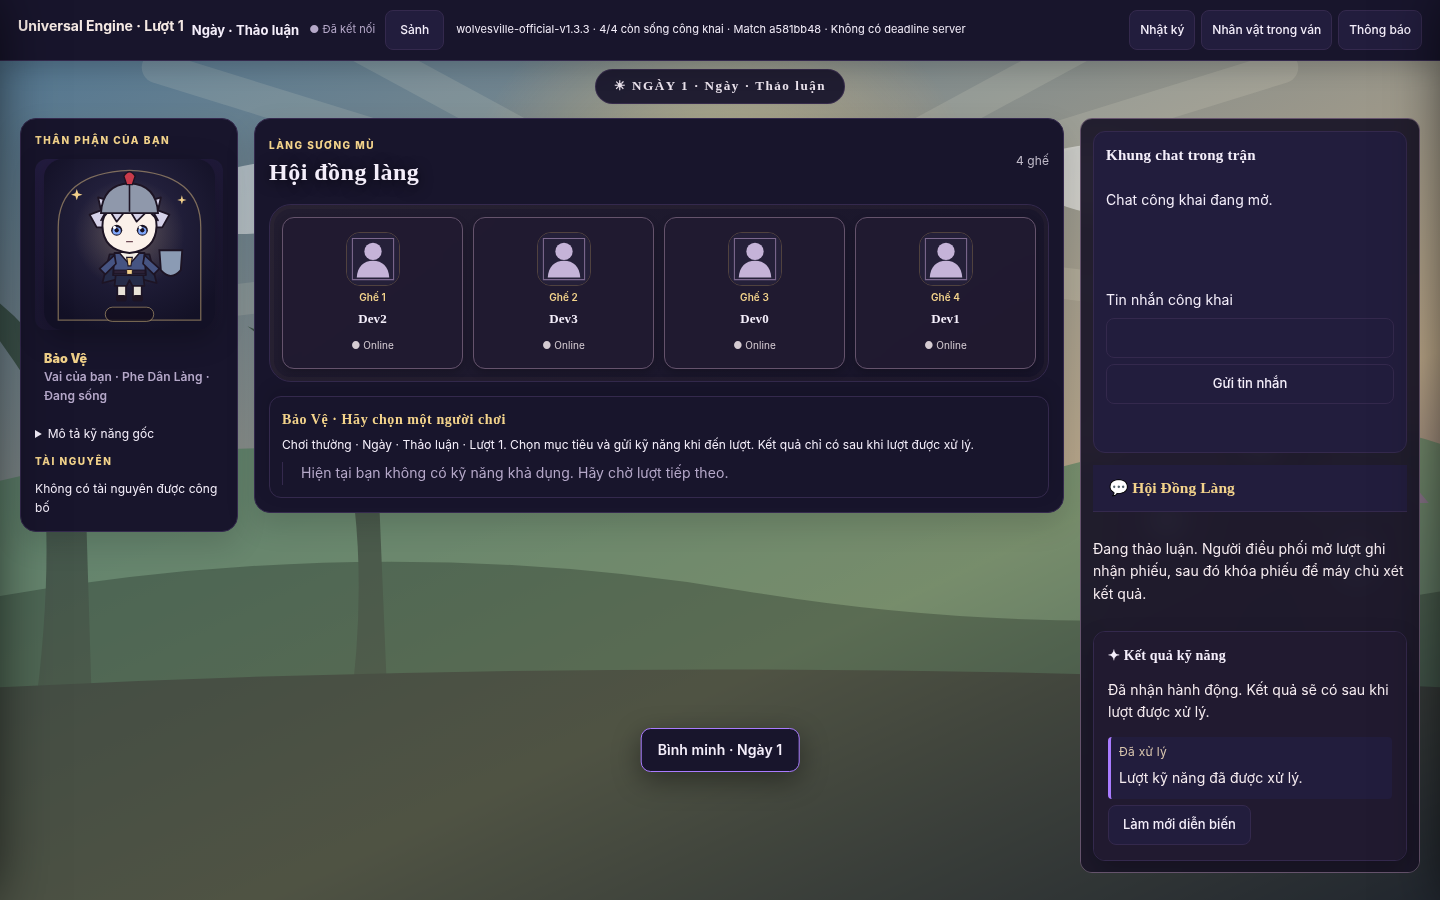 Universal Engine · Lượt 1
Ngày · Thảo luận
Đã kết nối
Sảnh
wolvesville-official-v1.3.3 · 4/4 còn sống công khai · Match a581bb48 · Không có deadline server
Nhật ký
Nhân vật trong ván
Thông báo
☀ NGÀY 1 · Ngày · Thảo luận
THÂN PHẬN CỦA BẠN
Bảo Vệ
Vai của bạn · Phe Dân Làng ·
Đang sống
Mô tả kỹ năng gốc
TÀI NGUYÊN
Không có tài nguyên được công
bố
LÀNG SƯƠNG MÙ
Hội đồng làng
4 ghế
Ghế 1
Dev2
Online
Ghế 2
Dev3
Online
Ghế 3
Dev0
Online
Ghế 4
Dev1
Online
Bảo Vệ · Hãy chọn một người chơi
Chơi thường · Ngày · Thảo luận · Lượt 1. Chọn mục tiêu và gửi kỹ năng khi đến lượt. Kết quả chỉ có sau khi lượt được xử lý.
Hiện tại bạn không có kỹ năng khả dụng. Hãy chờ lượt tiếp theo.
Bình minh · Ngày 1
Khung chat trong trận
Chat công khai đang mở.
Tin nhắn công khai
Gửi tin nhắn
💬 Hội Đồng Làng
Đang thảo luận. Người điều phối mở lượt ghi
nhận phiếu, sau đó khóa phiếu để máy chủ xét
kết quả.
✦ Kết quả kỹ năng
Đã nhận hành động. Kết quả sẽ có sau khi
lượt được xử lý.
Đã xử lý
Lượt kỹ năng đã được xử lý.
Làm mới diễn biến